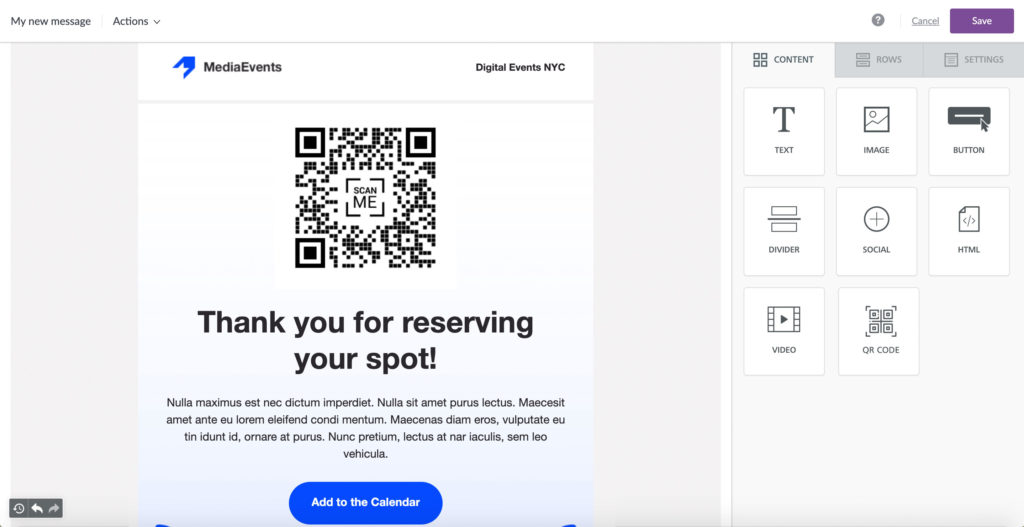 My new message
Actions
?
Cancel
Save
MediaEvents
Digital Events NYC
SCAN
ME
Thank you for reserving
your spot!
Nulla maximus est nec dictum imperdiet. Nulla sit amet purus lectus. Maecesit
amet ante eu lorem eleifend condi mentum. Maecenas diam eros, vulputate eu
tin idunt id, ornare at purus. Nunc pretium, lectus at nar iaculis, sem leo
vehicula.
Add to the Calendar
CONTENT
ROWS
SETTINGS
T
TEXT
IMAGE
BUTTON
DIVIDER
SOCIAL
</>
HTML
VIDEO
QR CODE